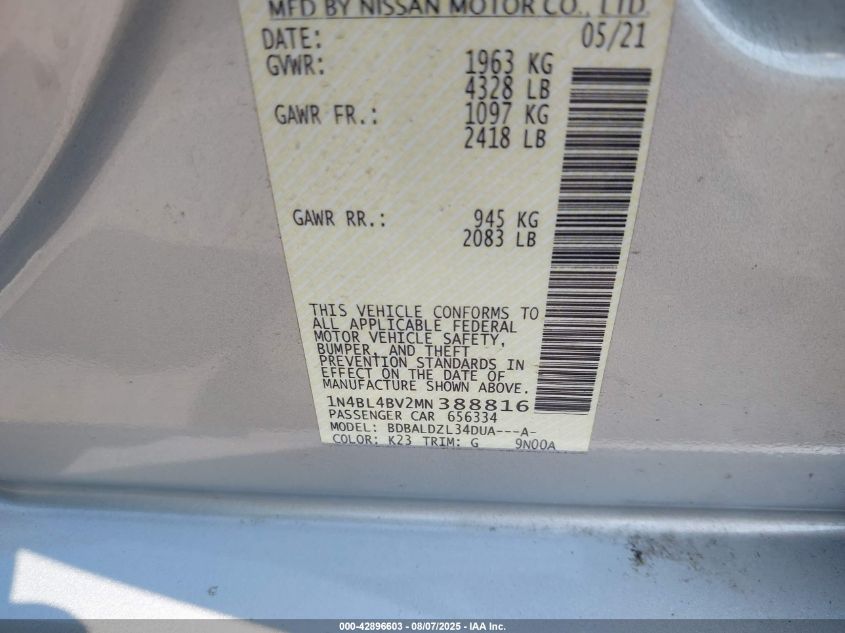 MFD BY NISSAN MOTOR CO., LTD.
DATE: 05/21
GVWR: 1963 KG
4328 LB
GAWR FR.: 1097 KG
2418 LB
GAWR RR.: 945 KG
2083 LB
THIS VEHICLE CONFORMS TO
ALL APPLICABLE FEDERAL
MOTOR VEHICLE SAFETY,
BUMPER, AND THEFT
PREVENTION STANDARDS IN
EFFECT ON THE DATE OF
MANUFACTURE SHOWN ABOVE.
1N4BL4BV2MN388816
PASSENGER CAR 656334
MODEL: BDBALDZL34DUA---A-
COLOR: K23 TRIM: G 9N00A
000-42896603 - 08/07/2025 - IAA Inc.